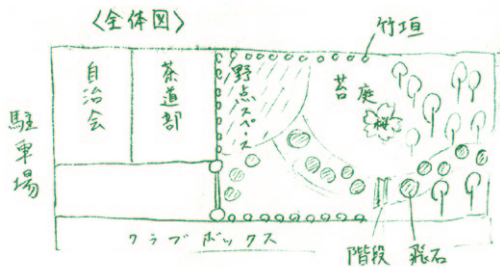 〈全体図〉
竹垣
自治会
茶道部
野点スペース
苔庭
桜
駐車場
クラブボックス
階段
飛石